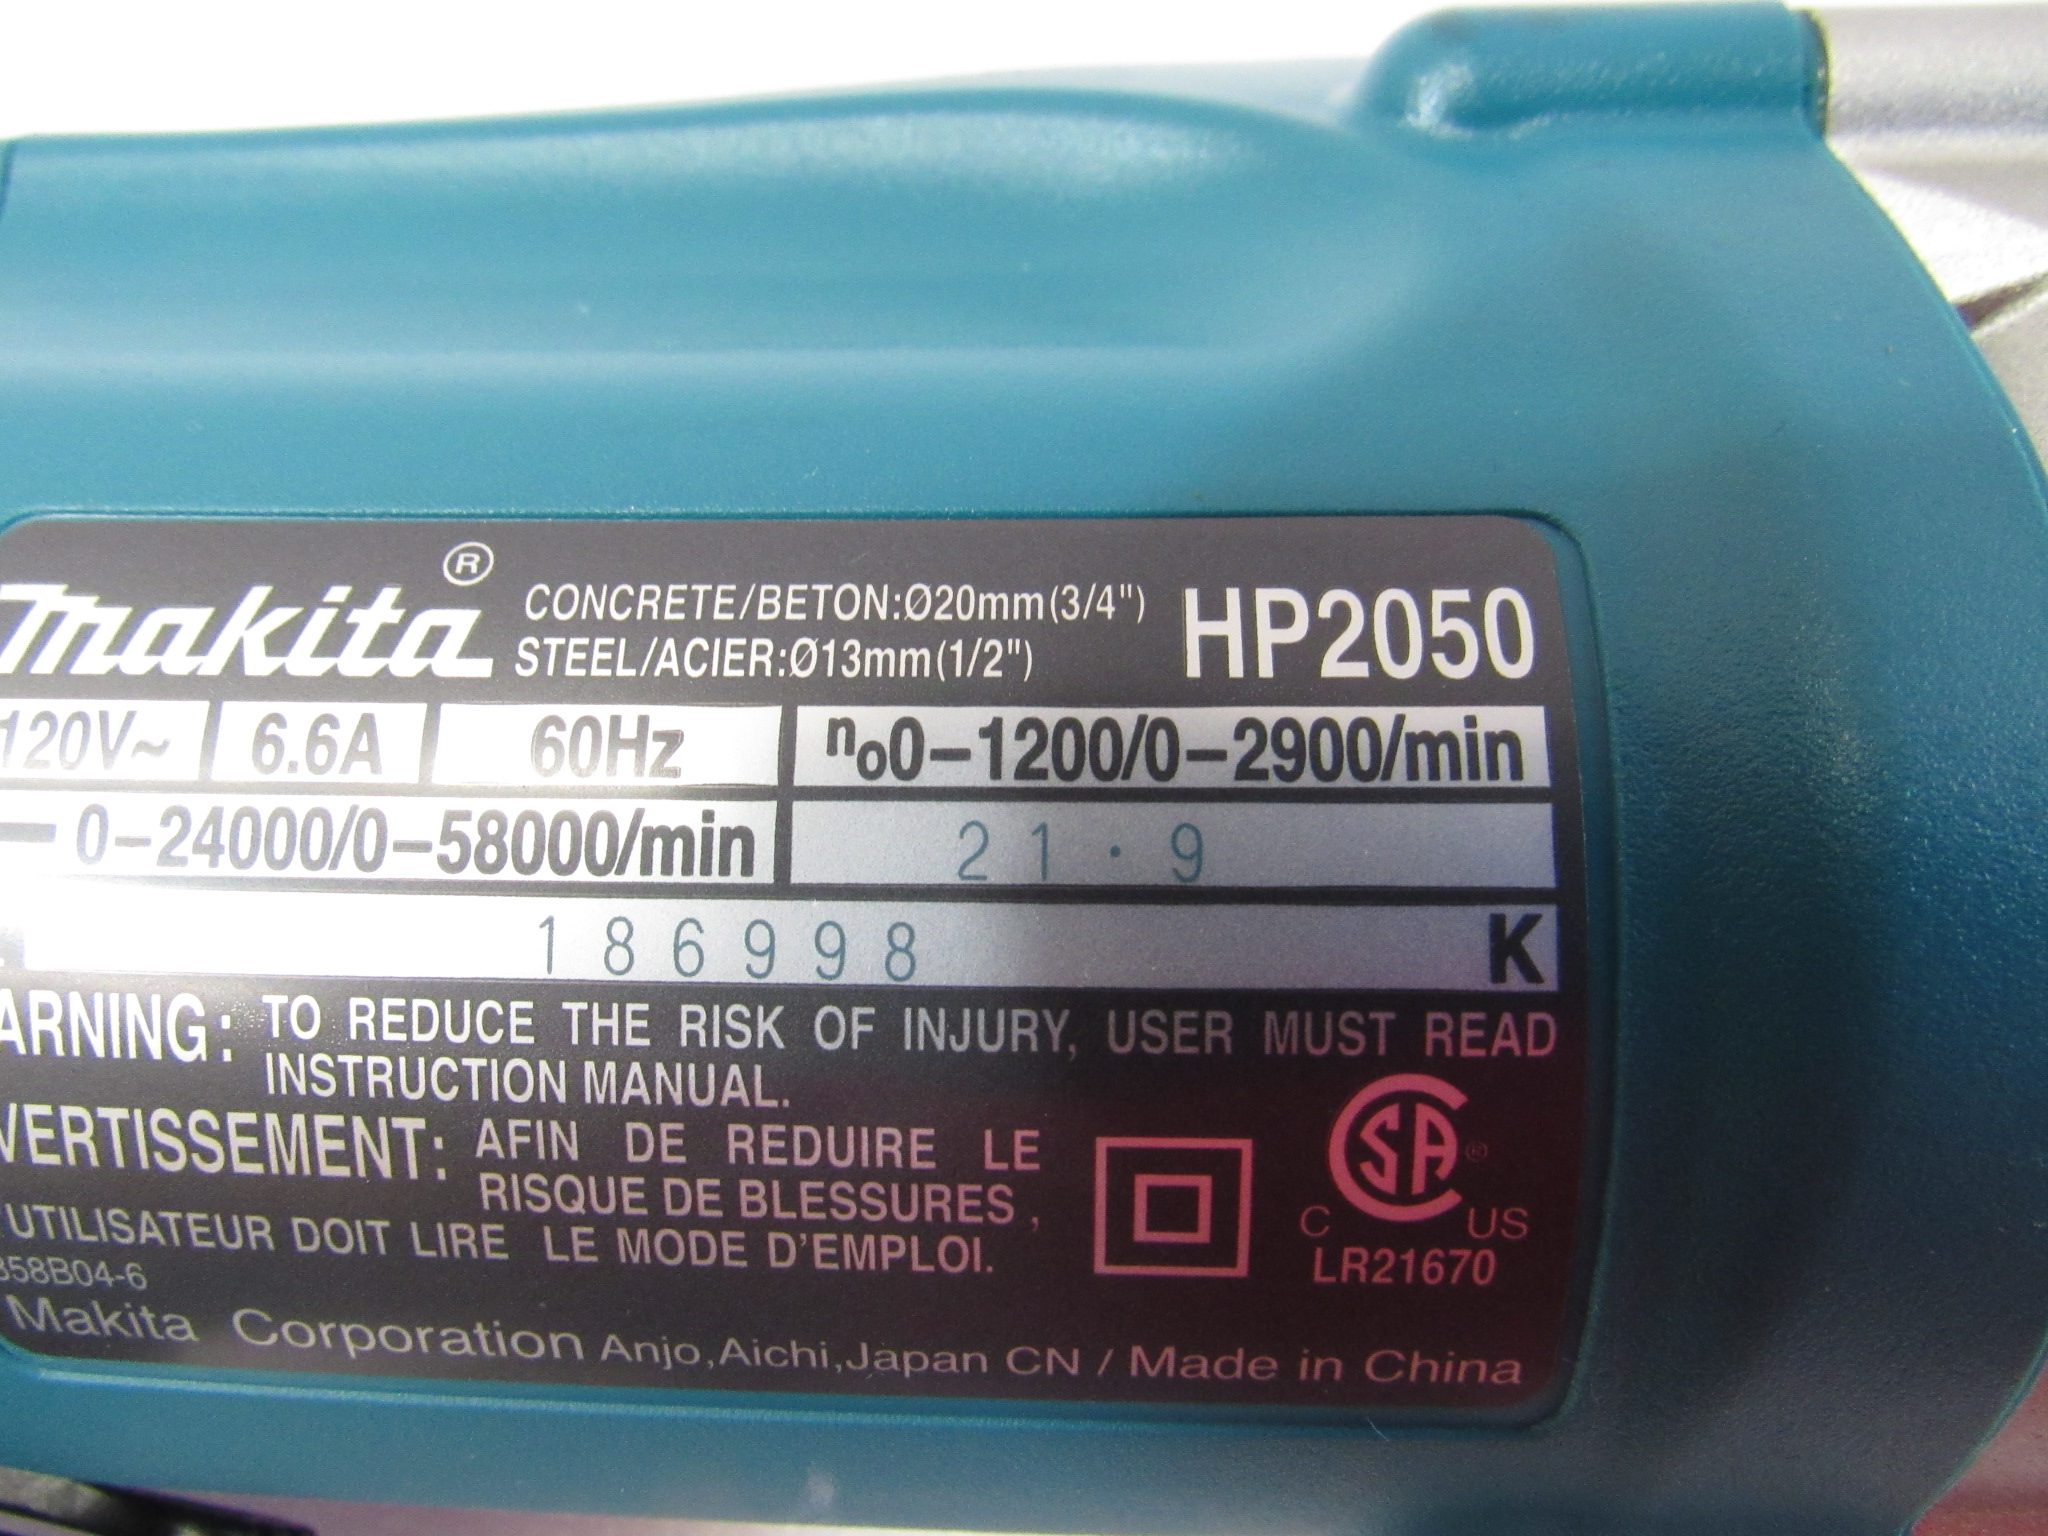 makita® CONCRETE/BETON:Ø20mm(3/4") HP2050
STEEL/ACIER:Ø13mm(1/2")
120V~ 6.6A 60Hz n₀0-1200/0-2900/min
0-24000/0-58000/min 21·9
186998 K
ARNING: TO REDUCE THE RISK OF INJURY, USER MUST READ
INSTRUCTION MANUAL.
VERTISSEMENT: AFIN DE REDUIRE LE
RISQUE DE BLESSURES,
UTILISATEUR DOIT LIRE LE MODE D'EMPLOI.
SA®
C US
LR21670
58B04-6
Makita Corporation Anjo,Aichi,Japan CN / Made in China